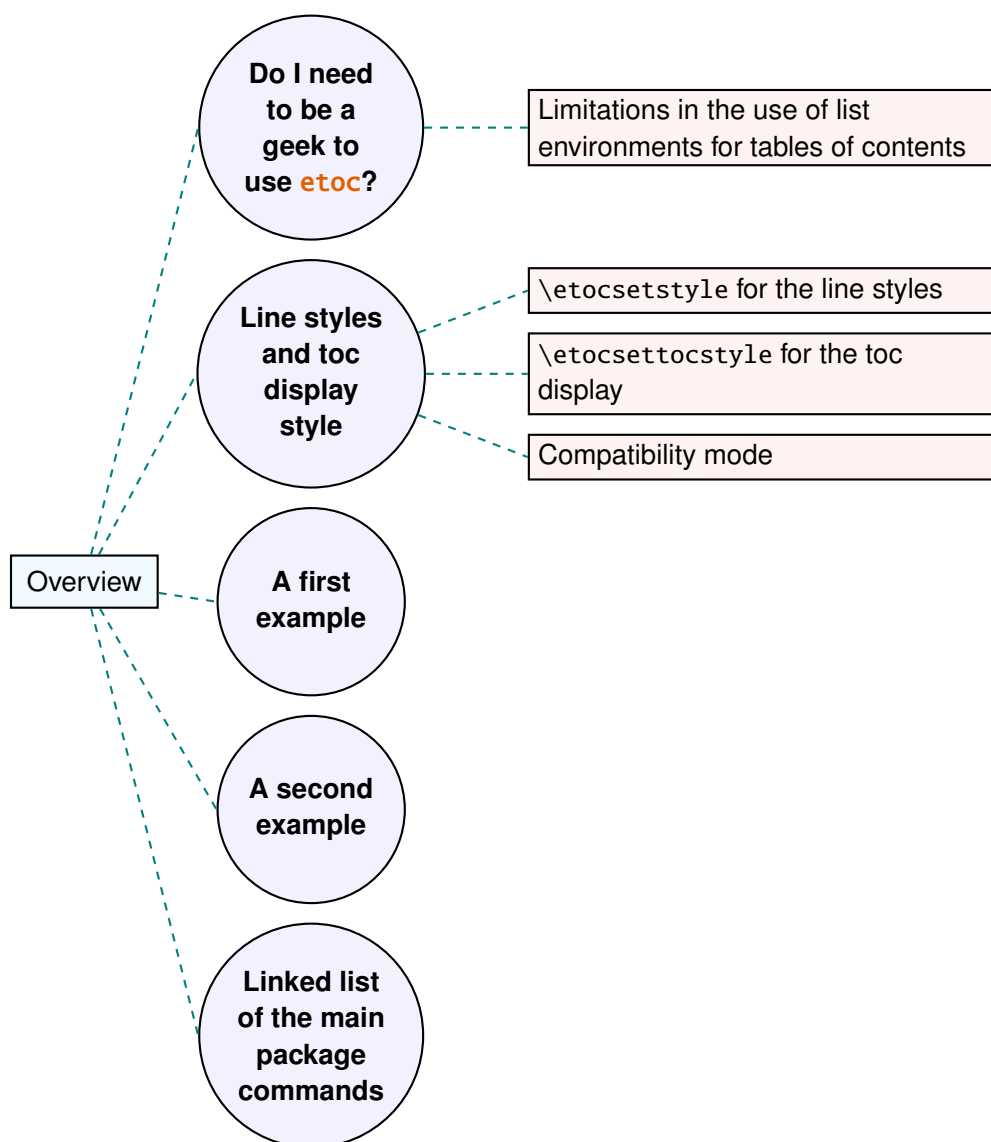 Do I need
to be a
geek to
use etoc?
Limitations in the use of list
environments for tables of contents
Line styles
and toc
display
style
\etocsetstyle for the line styles
\etocsettocstyle for the toc
display
Compatibility mode
Overview
A first
example
A second
example
Linked list
of the main
package
commands